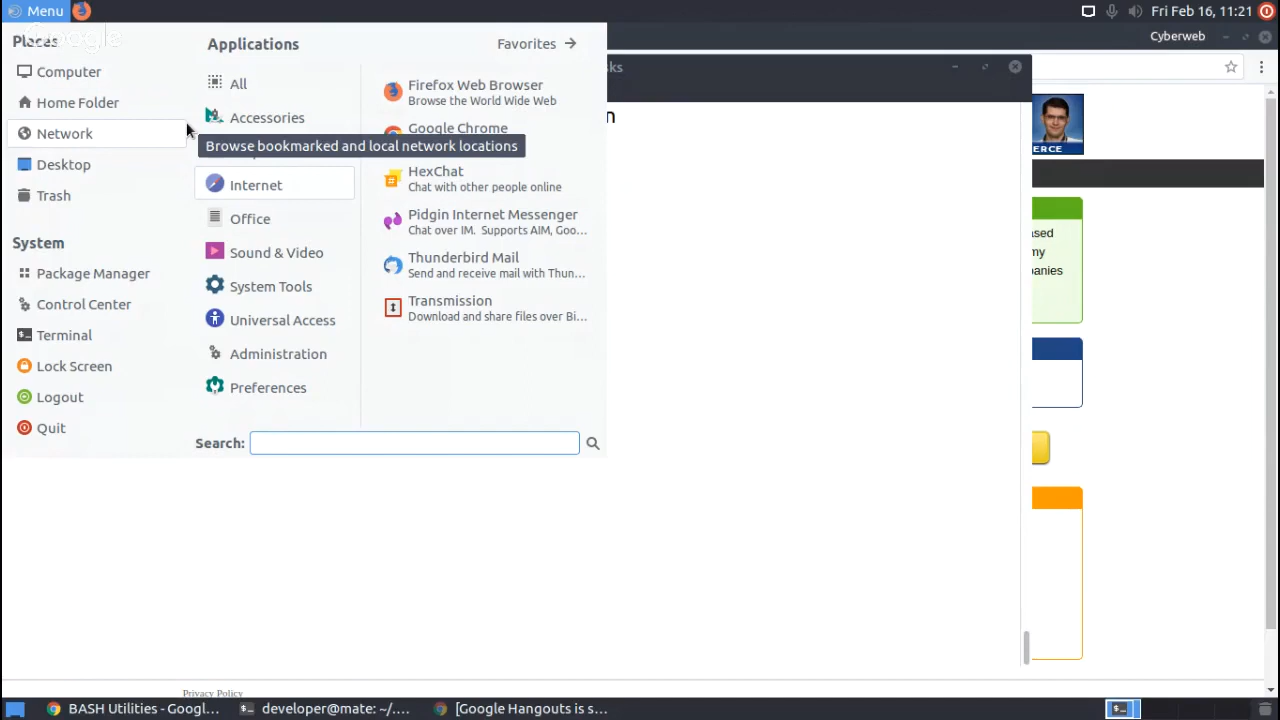 Menu
Fri Feb 16, 11:21
Cyberweb
Places
Computer
Home Folder
Network
Desktop
Trash
System
Package Manager
Control Center
Terminal
Lock Screen
Logout
Quit
Applications
Favorites
All
Accessories
Browse bookmarked and local network locations
Internet
Office
Sound & Video
System Tools
Universal Access
Administration
Preferences
Firefox Web Browser
Browse the World Wide Web
Google Chrome
HexChat
Chat with other people online
Pidgin Internet Messenger
Chat over IM. Supports AIM, Goo...
Thunderbird Mail
Send and receive mail with Thun...
Transmission
Download and share files over Bi...
Search:
sks
n
ERCE
ased
my
anies
Privacy Policy
BASH Utilities - Googl...
developer@mate: ~/....
[Google Hangouts is s...